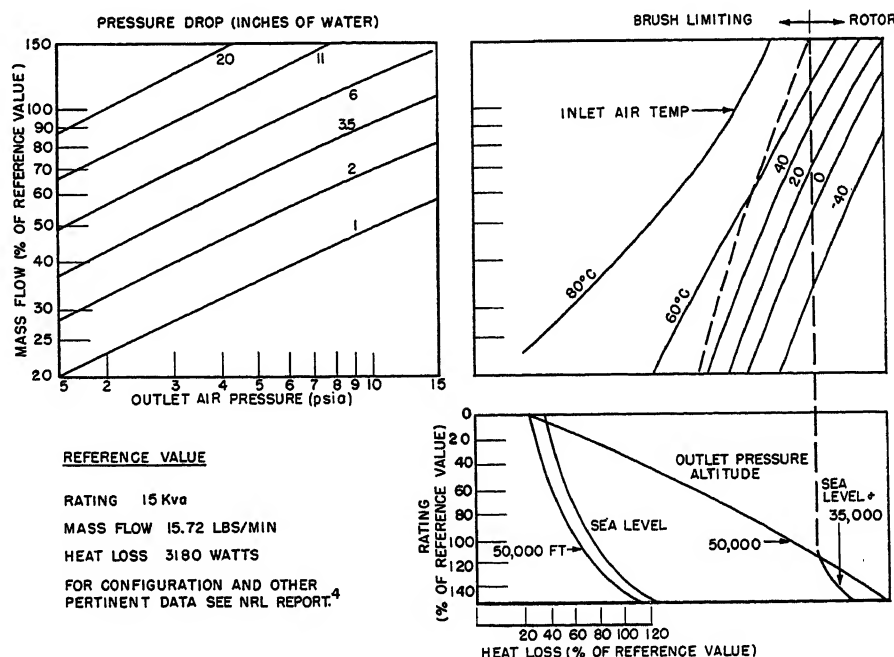 PRESSURE DROP (INCHES OF WATER)
150
100
90
80
70
60
50
40
30
25
20
MASS FLOW (% OF REFERENCE VALUE)
20
11
6
3.5
2
1
5
2
3
4
5
6
7
8
9
10
15
OUTLET AIR PRESSURE (psia)
BRUSH LIMITING
ROTOR
INLET AIR TEMP
80°C
60°C
40
20
0
-40
REFERENCE VALUE
RATING 15 Kva
MASS FLOW 15.72 LBS/MIN
HEAT LOSS 3180 WATTS
FOR CONFIGURATION AND OTHER
PERTINENT DATA SEE NRL REPORT.4
RATING
(% OF REFERENCE VALUE)
0
20
40
60
80
100
120
140
OUTLET PRESSURE
ALTITUDE
SEA LEVEL
50,000 FT
50,000
SEA
LEVEL &
35,000
20 40 60 80 100 120
HEAT LOSS (% OF REFERENCE VALUE)